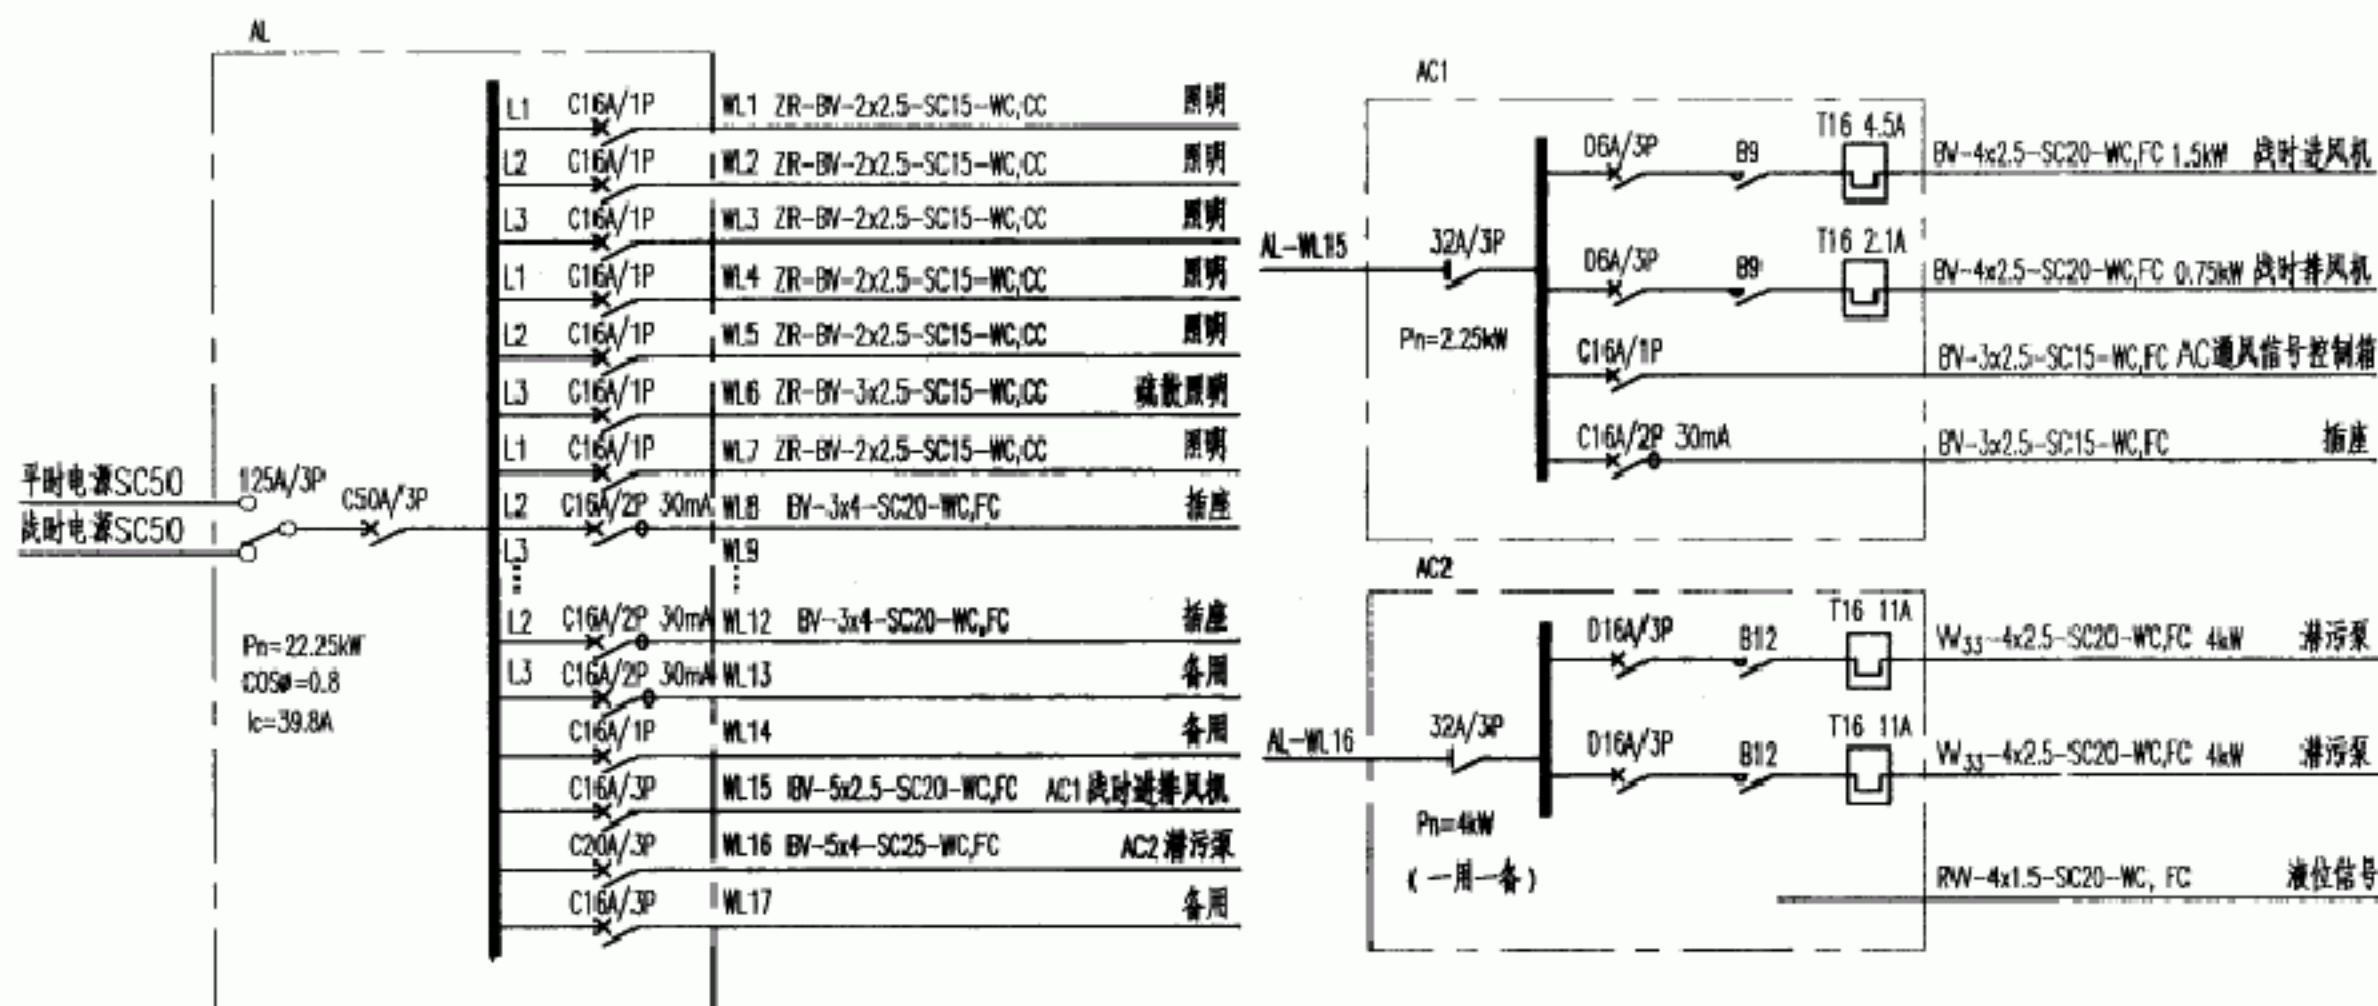 AL
L1 C16A/1P WL1 ZR-BV-2x2.5-SC15-WC,CC 照明
L2 C16A/1P WL2 ZR-BV-2x2.5-SC15-WC,CC 照明
L3 C16A/1P WL3 ZR-BV-2x2.5-SC15-WC,CC 照明
L1 C16A/1P WL4 ZR-BV-2x2.5-SC15-WC,CC 照明
L2 C16A/1P WL5 ZR-BV-2x2.5-SC15-WC,CC 照明
L3 C16A/1P WL6 ZR-BV-3x2.5-SC15-WC,CC 疏散照明
L1 C16A/1P WL7 ZR-BV-2x2.5-SC15-WC,CC 照明
平时电源SC50 125A/3P
战时电源SC50 C50A/3P
L2 C16A/2P 30mA WL8 BV-3x4-SC20-WC,FC 插座
L3 WL9
L2 C16A/2P 30mA WL12 BV-3x4-SC20-WC,FC 插座
L3 C16A/2P 30mA WL13 备用
C16A/1P WL14 备用
C16A/3P WL15 BV-5x2.5-SC20-WC,FC AC1 战时进排风机
C20A/3P WL16 BV-5x4-SC25-WC,FC AC2 潜污泵
C16A/3P WL17 备用
Pn=22.25kW
COSø=0.8
Ic=39.8A
AC1
AL-WL15 32A/3P
Pn=2.25kW
D6A/3P B9 T16 4.5A BV-4x2.5-SC20-WC,FC 1.5kW 战时进风机
D6A/3P B9 T16 2.1A BV-4x2.5-SC20-WC,FC 0.75kW 战时排风机
C16A/1P BV-3x2.5-SC15-WC,FC AC通风信号控制箱
C16A/2P 30mA BV-3x2.5-SC15-WC,FC 插座
AC2
AL-WL16 32A/3P
Pn=4kW
(一用一备)
D16A/3P B12 T16 11A VV33-4x2.5-SC20-WC,FC 4kW 潜污泵
D16A/3P B12 T16 11A VV33-4x2.5-SC20-WC,FC 4kW 潜污泵
RVV-4x1.5-SC20-WC, FC 液位信号